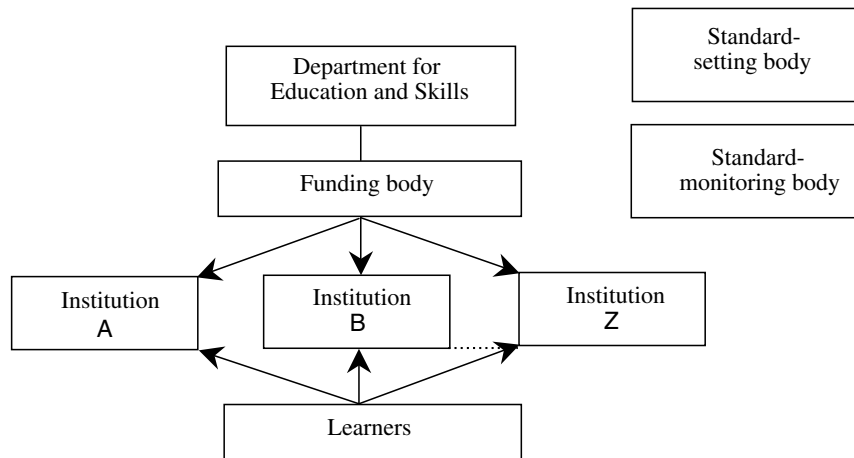 Department for
Education and Skills
Standard-
setting body
Funding body
Standard-
monitoring body
Institution
A
Institution
B
Institution
Z
Learners